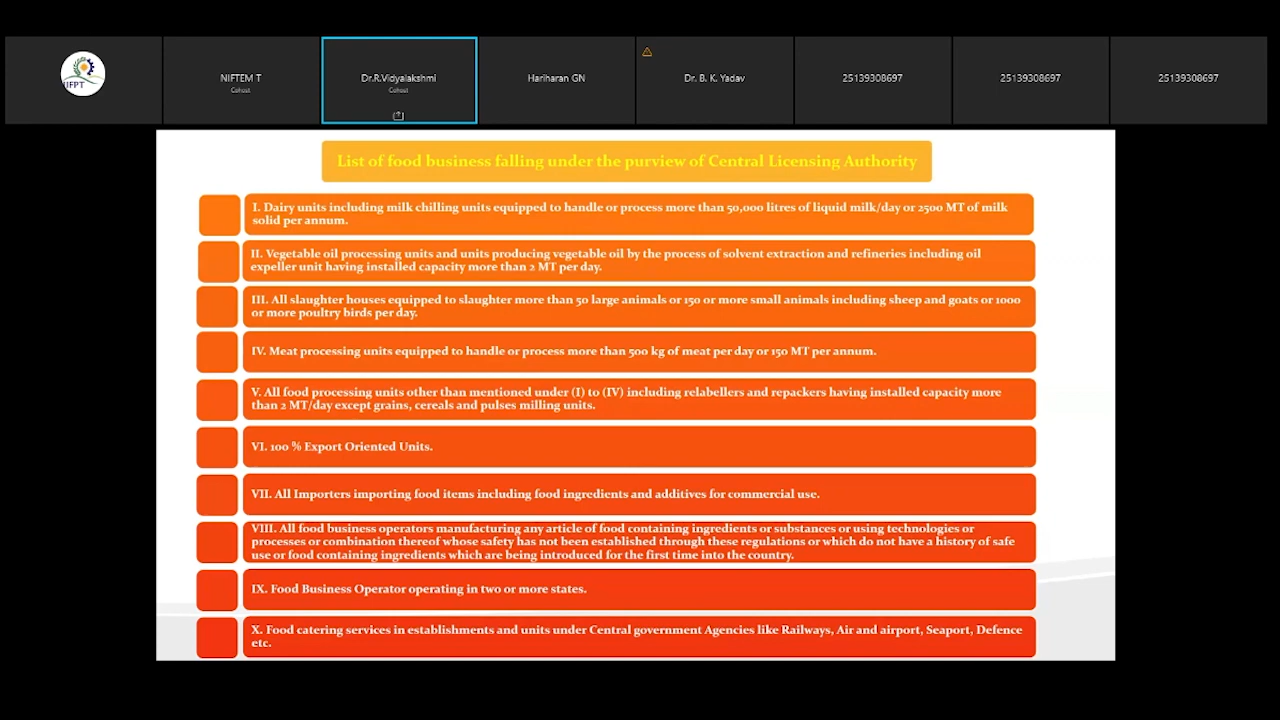 IIFPT
NIFTEM T
Cohost
Dr.R.Vidyalakshmi
Cohost
Hariharan GN
Dr. B. K. Yadav
25139308697
25139308697
25139308697
List of food business falling under the purview of Central Licensing Authority
I. Dairy units including milk chilling units equipped to handle or process more than 50,000 litres of liquid milk/day or 2500 MT of milk
solid per annum.
II. Vegetable oil processing units and units producing vegetable oil by the process of solvent extraction and refineries including oil
expeller unit having installed capacity more than 2 MT per day.
III. All slaughter houses equipped to slaughter more than 50 large animals or 150 or more small animals including sheep and goats or 1000
or more poultry birds per day.
IV. Meat processing units equipped to handle or process more than 500 kg of meat per day or 150 MT per annum.
V. All food processing units other than mentioned under (I) to (IV) including relabellers and repackers having installed capacity more
than 2 MT/day except grains, cereals and pulses milling units.
VI. 100 % Export Oriented Units.
VII. All Importers importing food items including food ingredients and additives for commercial use.
VIII. All food business operators manufacturing any article of food containing ingredients or substances or using technologies or
processes or combination thereof whose safety has not been established through these regulations or which do not have a history of safe
use or food containing ingredients which are being introduced for the first time into the country.
IX. Food Business Operator operating in two or more states.
X. Food catering services in establishments and units under Central government Agencies like Railways, Air and airport, Seaport, Defence
etc.